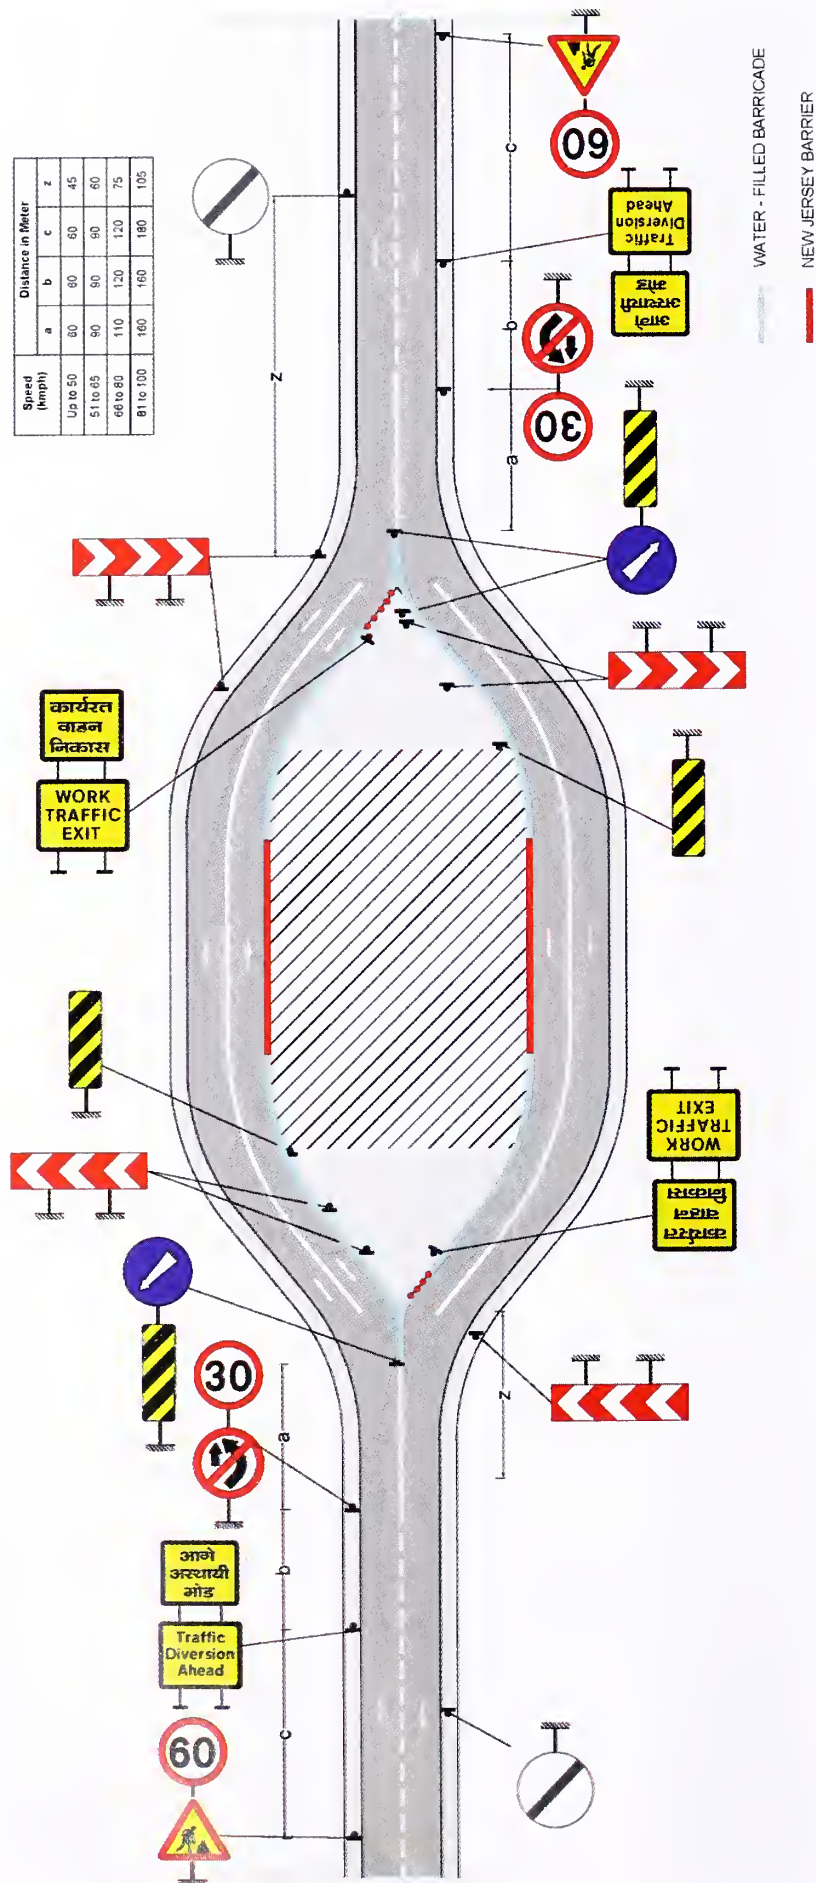 Speed
(kmph)
Distance in Meter
a b c z
Up to 50 60 60 60 45
51 to 65 90 90 90 60
66 to 80 110 120 120 75
81 to 100 160 160 180 105
z
c
60
Traffic
Diversion
Ahead
आगे
अस्थायी
मोड
b
30
a
WATER - FILLED BARRICADE
NEW JERSEY BARRIER
कार्यरत
वाहन
निकास
WORK
TRAFFIC
EXIT
WORK
TRAFFIC
EXIT
कार्यरत
वाहन
निकास
z
30
a
b
आगे
अस्थायी
मोड
Traffic
Diversion
Ahead
c
60